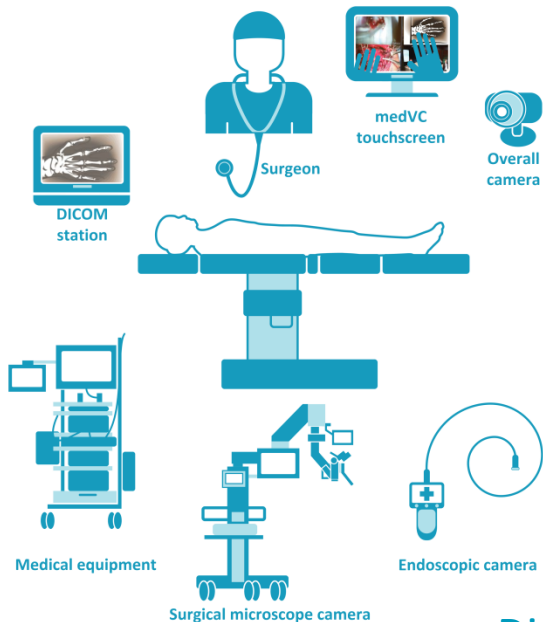 medVC
touchscreen
Overall
camera
Surgeon
DICOM
station
Medical equipment
Endoscopic camera
Surgical microscope camera